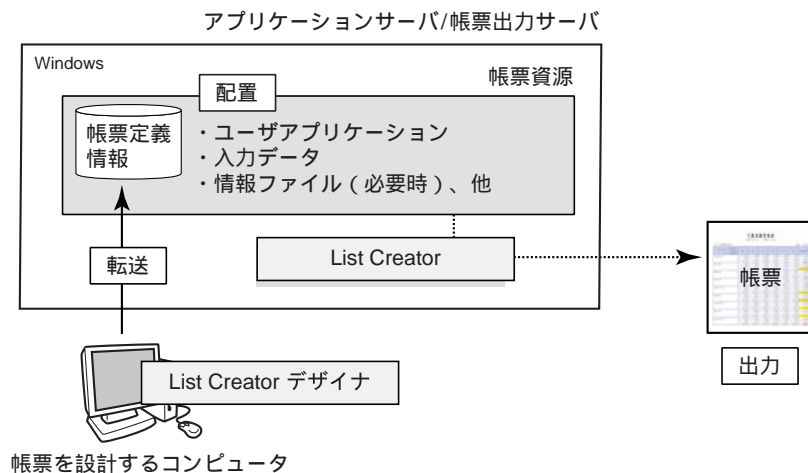 アプリケーションサーバ/帳票出力サーバ
Windows
帳票資源
配置
帳票定義
情報
・ユーザアプリケーション
・入力データ
・情報ファイル（必要時）、他
転送
List Creator
帳票
出力
List Creator デザイナ
帳票を設計するコンピュータ